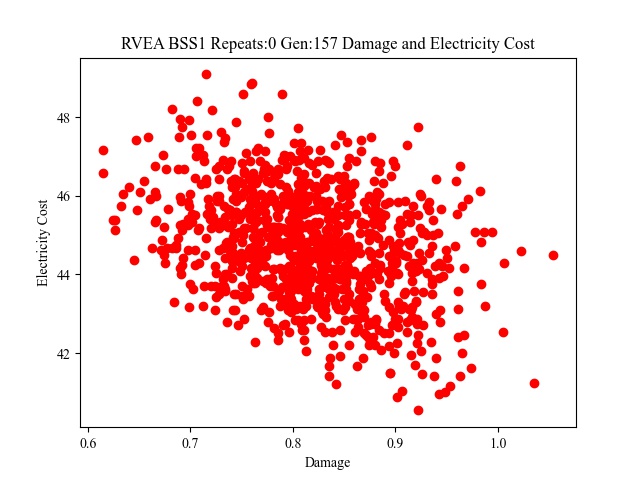 RVEA BSS1 Repeats:0 Gen:157 Damage and Electricity Cost
48
46
44
42
Electricity Cost
0.6 0.7 0.8 0.9 1.0
Damage